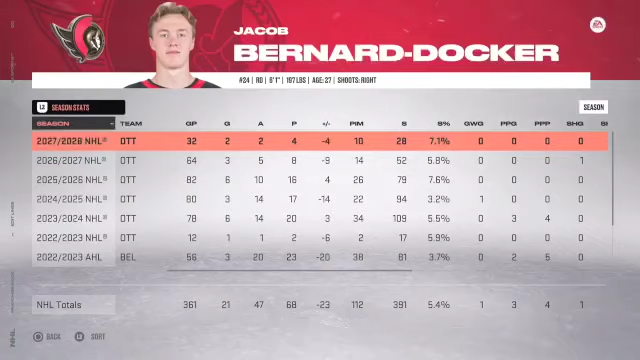 JACOB
BERNARD-DOCKER
#24 | RD | 6'1" | 197 LBS | AGE: 27 | SHOOTS: RIGHT
EA
L2 SEASON STATS SEASON
SEASON TEAM GP G A P +/- PIM S S% GWG PPG PPP SHG
2027/2028 NHL® OTT 32 2 2 4 -4 10 28 7.1% 0 0 0 0
2026/2027 NHL® OTT 64 3 5 8 -9 14 52 5.8% 0 0 0 1
2025/2026 NHL® OTT 82 6 10 16 4 26 79 7.6% 0 0 0 0
2024/2025 NHL® OTT 80 3 14 17 -14 22 94 3.2% 1 0 0 0
2023/2024 NHL® OTT 78 6 14 20 3 34 109 5.5% 0 3 4 0
2022/2023 NHL® OTT 12 1 1 2 -6 2 17 5.9% 0 0 0 0
2022/2023 AHL BEL 56 3 20 23 -20 38 81 3.7% 0 2 5 0
NHL Totals 361 21 47 68 -23 112 391 5.4% 1 3 4 1
BACK SORT
NHL